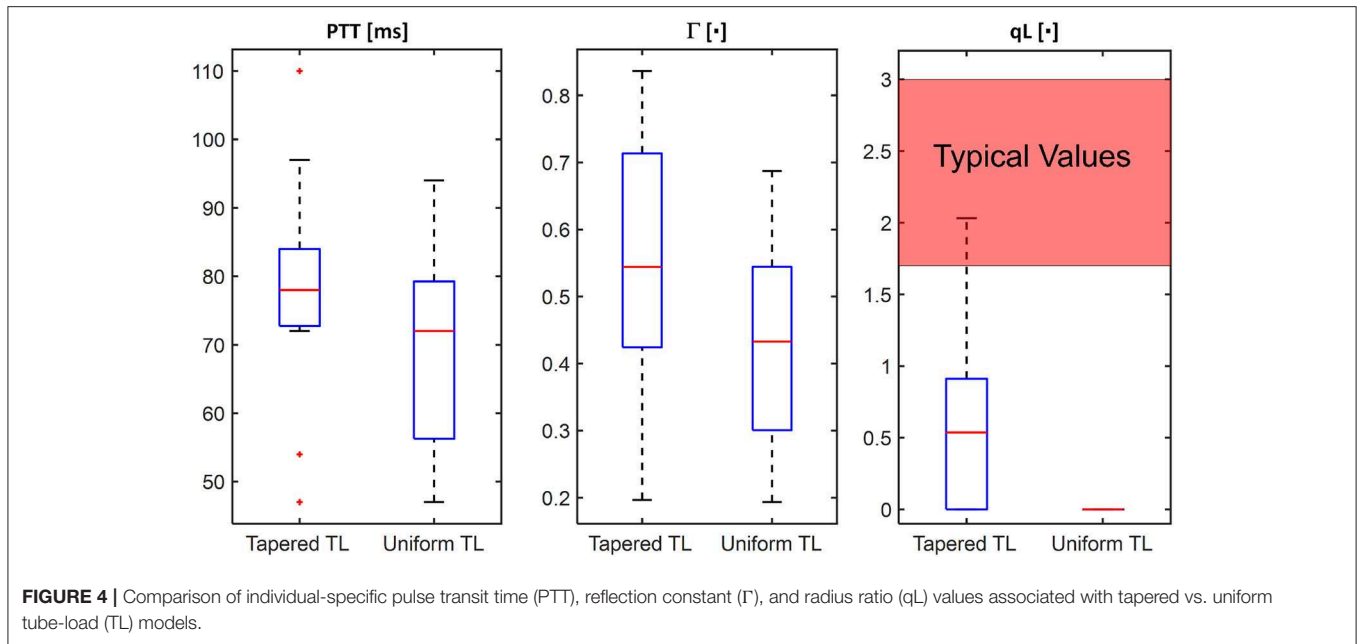 PTT [ms]
110
100
90
80
70
60
50
Tapered TL Uniform TL
Γ [·]
0.8
0.7
0.6
0.5
0.4
0.3
0.2
Tapered TL Uniform TL
qL [·]
3
2.5
2
1.5
1
0.5
0
Typical Values
Tapered TL Uniform TL
FIGURE 4 | Comparison of individual-specific pulse transit time (PTT), reflection constant (Γ), and radius ratio (qL) values associated with tapered vs. uniform
tube-load (TL) models.